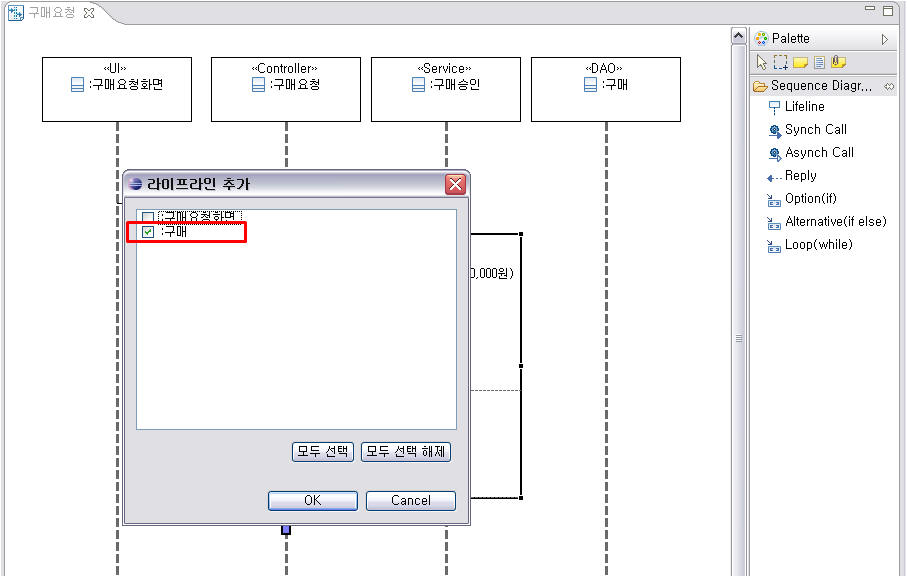 구매요청
«UI»
:구매요청화면
«Controller»
:구매요청
«Service»
:구매승인
«DAO»
:구매
라이프라인 추가
:구매요청화면
:구매
0,000원)
모두 선택
모두 선택 해제
OK
Cancel
Palette
Sequence Diagr...
Lifeline
Synch Call
Asynch Call
Reply
Option(if)
Alternative(if else)
Loop(while)